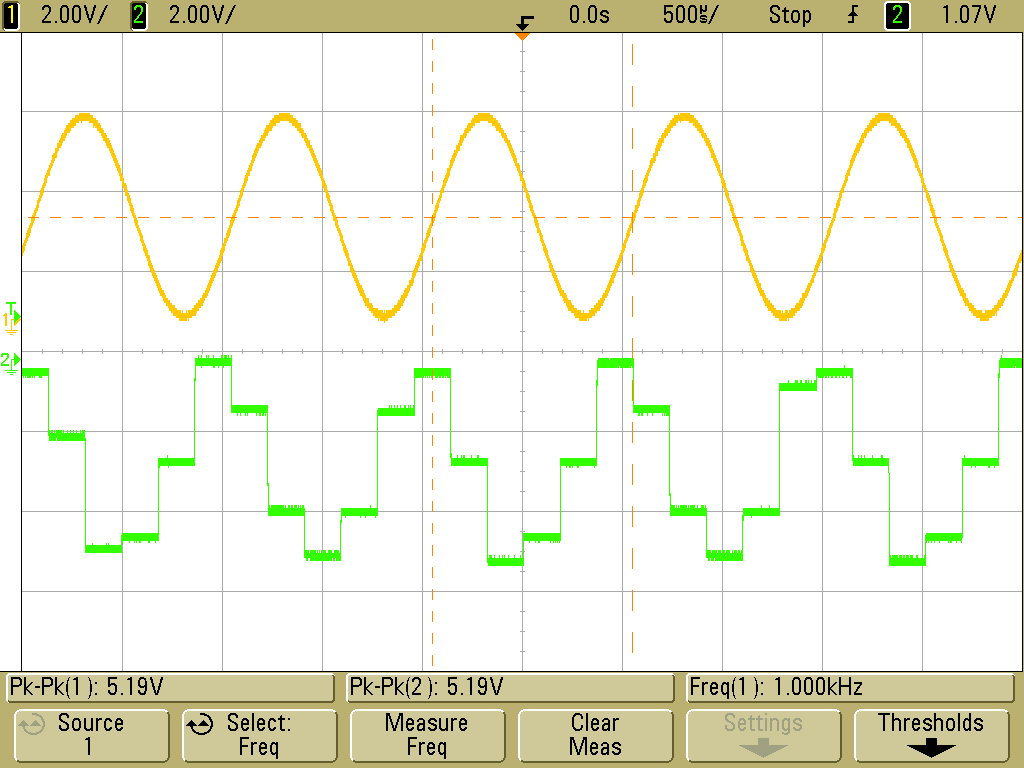 1 2.00V/ 2 2.00V/ 0.0s 500µs/ Stop 2 1.07V
T
1
2
Pk-Pk(1): 5.19V Pk-Pk(2): 5.19V Freq(1): 1.000kHz
Source Select: Measure Clear Settings Thresholds
1 Freq Freq Meas